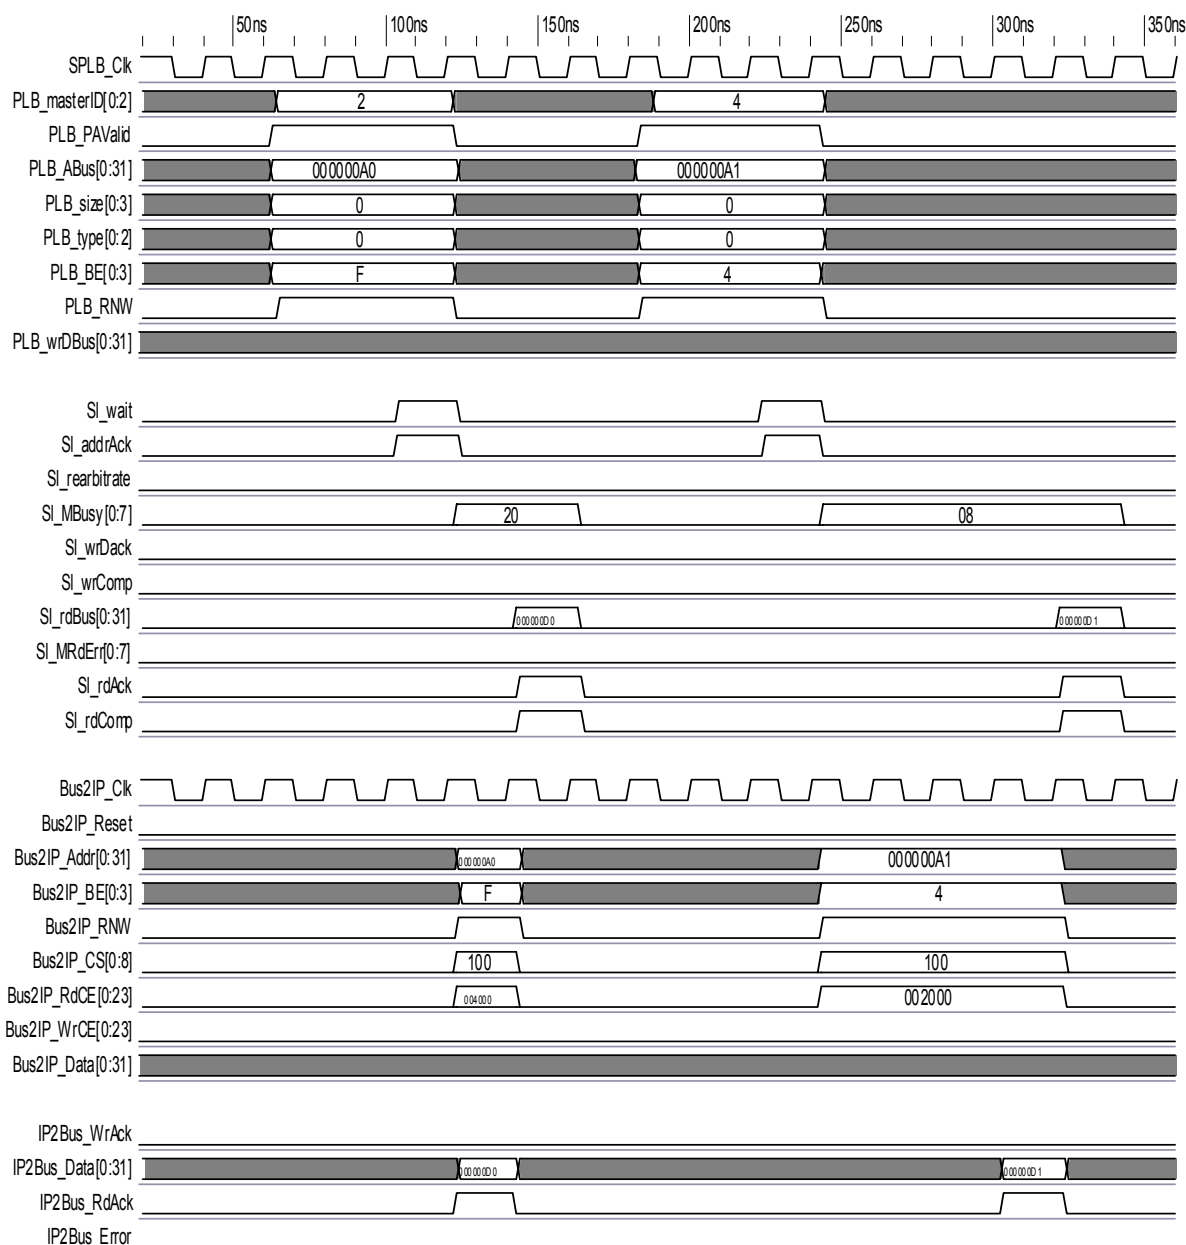 50ns 100ns 150ns 200ns 250ns 300ns 350ns
SPLB_Clk
PLB_masterID[0:2] 2 4
PLB_PAValid
PLB_ABus[0:31] 000000A0 000000A1
PLB_size[0:3] 0 0
PLB_type[0:2] 0 0
PLB_BE[0:3] F 4
PLB_RNW
PLB_wrDBus[0:31]
Sl_wait
Sl_addrAck
Sl_rearbitrate
Sl_MBusy[0:7] 20 08
Sl_wrDack
Sl_wrComp
Sl_rdBus[0:31] 000000D0 000000D1
Sl_MRdErr[0:7]
Sl_rdAck
Sl_rdComp
Bus2IP_Clk
Bus2IP_Reset
Bus2IP_Addr[0:31] 000000A0 000000A1
Bus2IP_BE[0:3] F 4
Bus2IP_RNW
Bus2IP_CS[0:8] 100 100
Bus2IP_RdCE[0:23] 004000 002000
Bus2IP_WrCE[0:23]
Bus2IP_Data[0:31]
IP2Bus_WrAck
IP2Bus_Data[0:31] 000000D0 000000D1
IP2Bus_RdAck
IP2Bus_Error